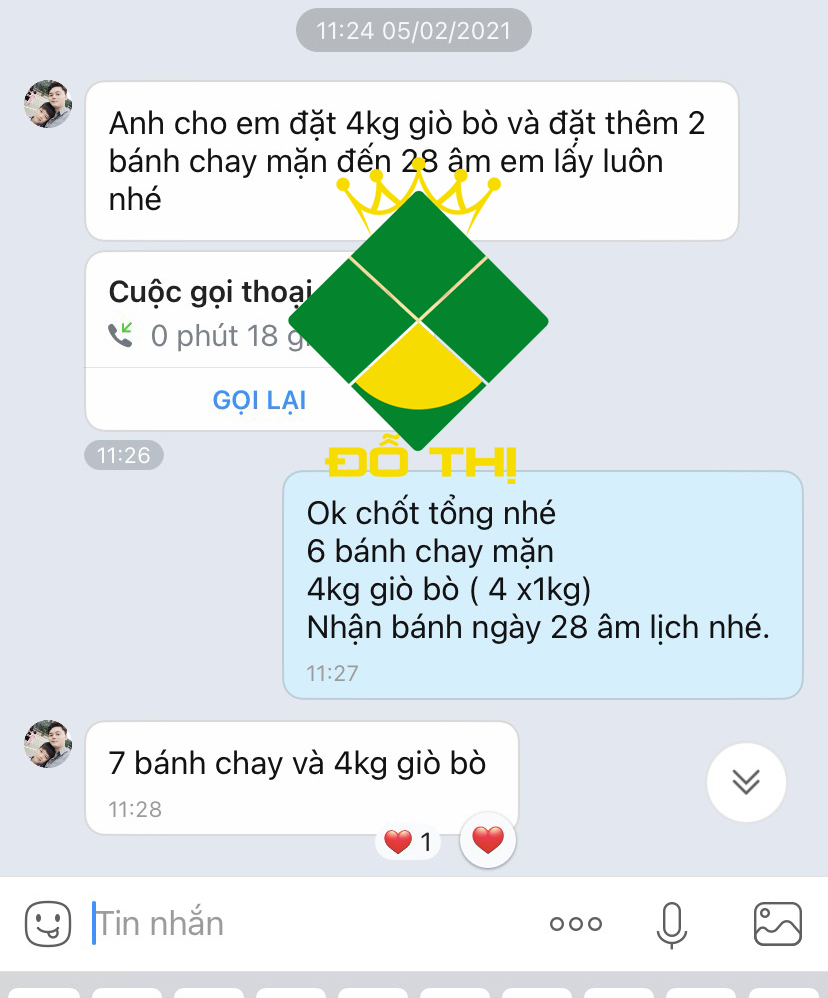 11:24 05/02/2021
Anh cho em đặt 4kg giò bò và đặt thêm 2
bánh chay mặn đến 28 âm em lấy luôn
nhé
Cuộc gọi thoại
0 phút 18
GỌI LẠI
11:26
ĐỖ THỊ
Ok chốt tổng nhé
6 bánh chay mặn
4kg giò bò ( 4 x1kg)
Nhận bánh ngày 28 âm lịch nhé.
11:27
7 bánh chay và 4kg giò bò
11:28
1
Tin nhắn